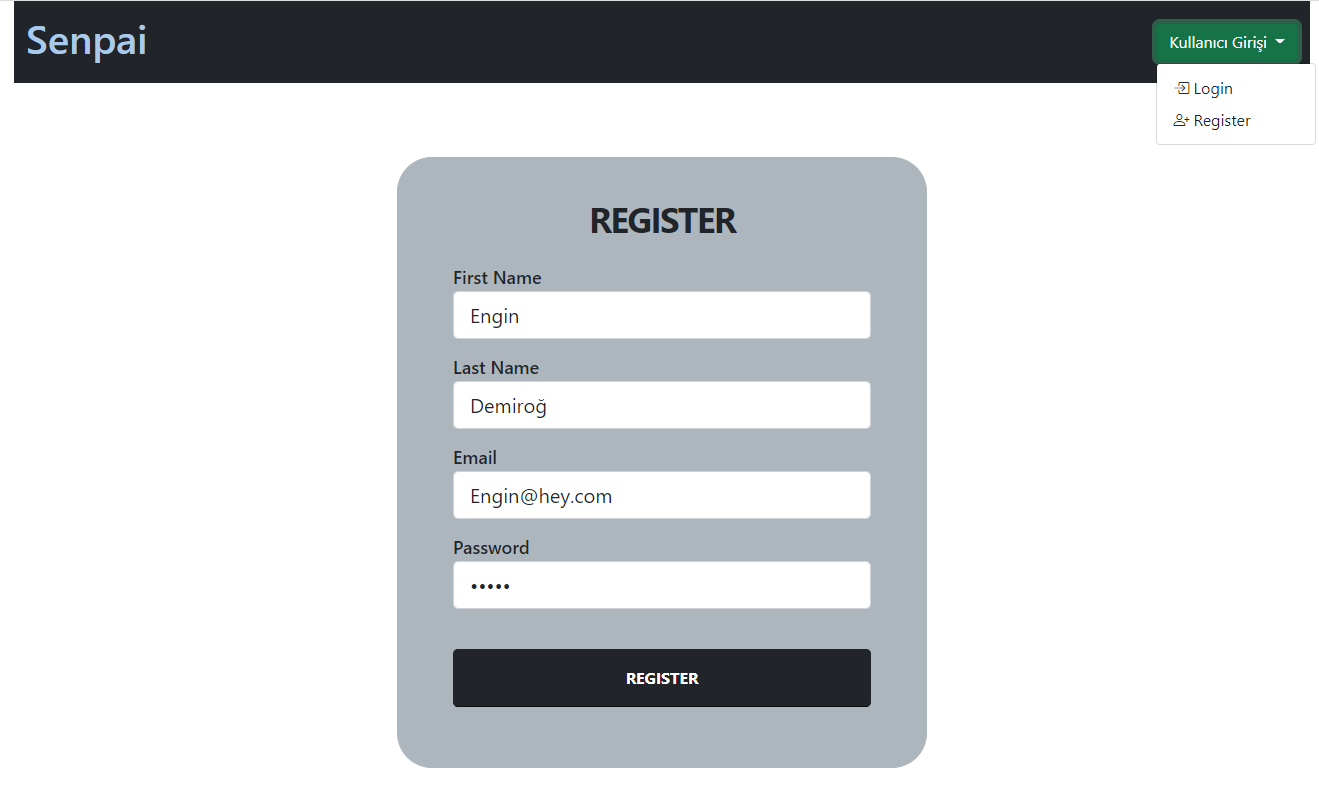 Senpai
Kullanıcı Girişi
Login
Register
REGISTER
First Name
Engin
Last Name
Demiroğ
Email
Engin@hey.com
Password
•••••
REGISTER